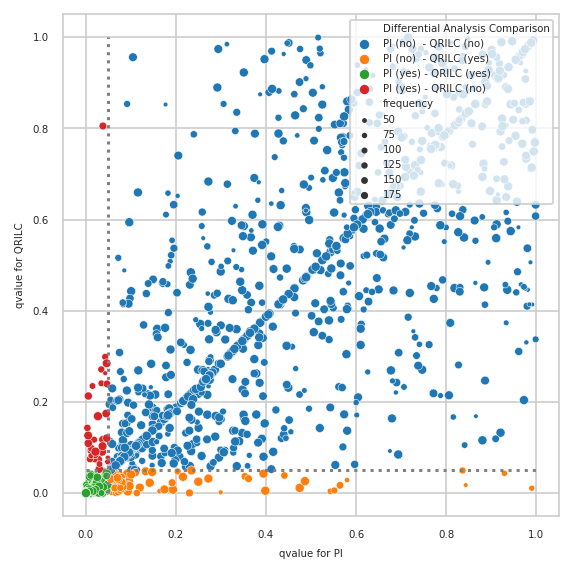 Differential Analysis Comparison
PI (no) - QRILC (no)
PI (no) - QRILC (yes)
PI (yes) - QRILC (yes)
PI (yes) - QRILC (no)
frequency
50
75
100
125
150
175
1.0
0.8
0.6
0.4
0.2
0.0
qvalue for QRILC
0.0 0.2 0.4 0.6 0.8 1.0
qvalue for PI